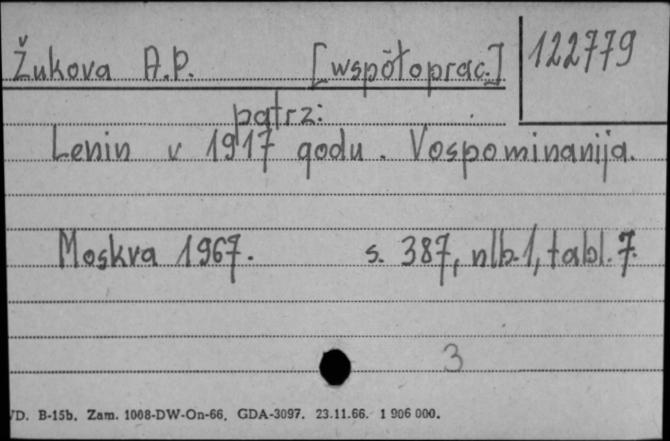 Žukova A.P. [współoprac.] 122779
patrz:
Lenin v 1917 godu. Vospominanija.
Moskva 1967. s. 387, nlb. 1, tabl. 7.
3
D. B-15b. Zam. 1008-DW-On-66. GDA-3097. 23.11.66. 1 906 000.